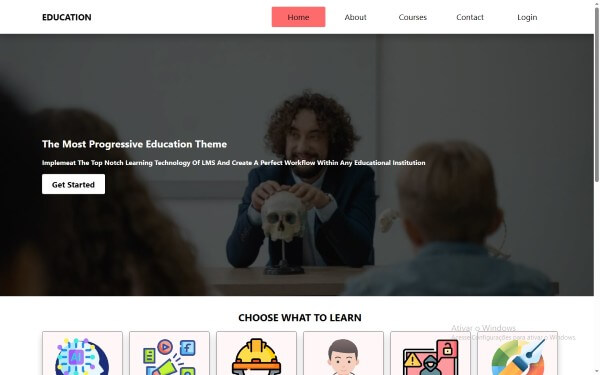 EDUCATION
Home
About
Courses
Contact
Login
The Most Progressive Education Theme
Implemeat The Top Notch Learning Technology Of LMS And Create A Perfect Workflow Within Any Educational Institution
Get Started
CHOOSE WHAT TO LEARN
Ativar o Windows
Acesse Configurações para ativar o Windows.
AI